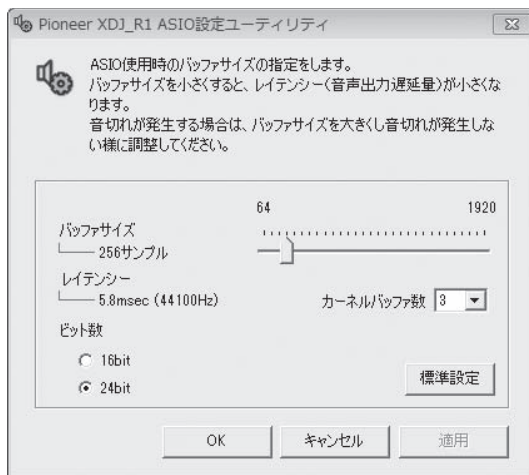 Pioneer XDJ_R1 ASIO設定ユーティリティ
ASIO使用時のバッファサイズの指定をします。
バッファサイズを小さくすると、レイテンシー(音声出力遅延量)が小さくな
ります。
音切れが発生する場合は、バッファサイズを大きくし音切れが発生しな
い様に調整してください。
64 1920
バッファサイズ
256サンプル
レイテンシー
5.8msec (44100Hz)
カーネルバッファ数 3
ビット数
16bit
24bit
標準設定
OK キャンセル 適用